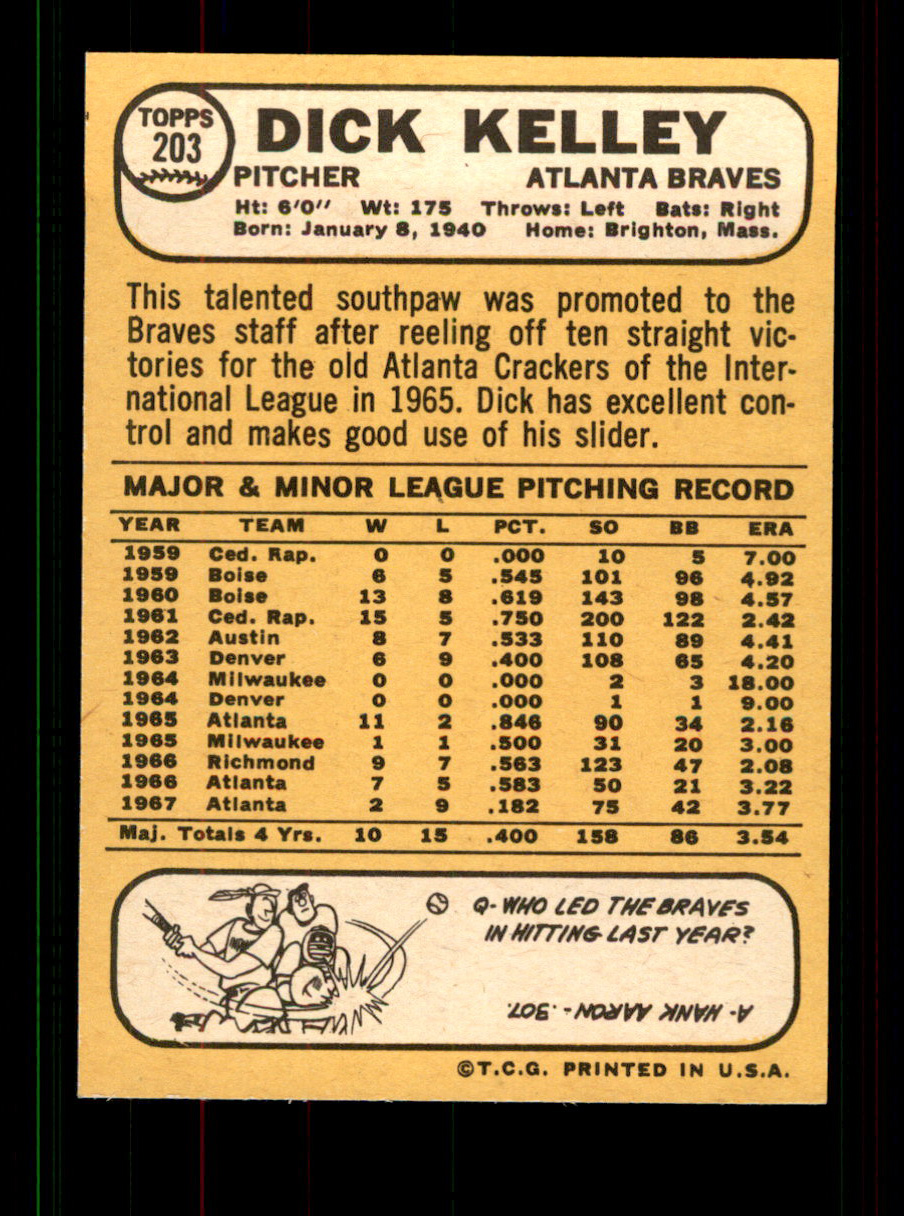 TOPPS
203
DICK KELLEY
PITCHER ATLANTA BRAVES
Ht: 6'0" Wt: 175 Throws: Left Bats: Right
Born: January 8, 1940 Home: Brighton, Mass.
This talented southpaw was promoted to the
Braves staff after reeling off ten straight vic-
tories for the old Atlanta Crackers of the Inter-
national League in 1965. Dick has excellent con-
trol and makes good use of his slider.
MAJOR & MINOR LEAGUE PITCHING RECORD
YEAR TEAM W L PCT. SO BB ERA
1959 Ced. Rap. 0 0 .000 10 5 7.00
1959 Boise 6 5 .545 101 96 4.92
1960 Boise 13 8 .619 143 98 4.57
1961 Ced. Rap. 15 5 .750 200 122 2.42
1962 Austin 8 7 .533 110 89 4.41
1963 Denver 6 9 .400 108 65 4.20
1964 Milwaukee 0 0 .000 2 3 18.00
1964 Denver 0 0 .000 1 1 9.00
1965 Atlanta 11 2 .846 90 34 2.16
1965 Milwaukee 1 1 .500 31 20 3.00
1966 Richmond 9 7 .563 123 47 2.08
1966 Atlanta 7 5 .583 50 21 3.22
1967 Atlanta 2 9 .182 75 42 3.77
Maj. Totals 4 Yrs. 10 15 .400 158 86 3.54
Q- WHO LED THE BRAVES
IN HITTING LAST YEAR?
A- HANK AARON - .307.
©T.C.G. PRINTED IN U.S.A.